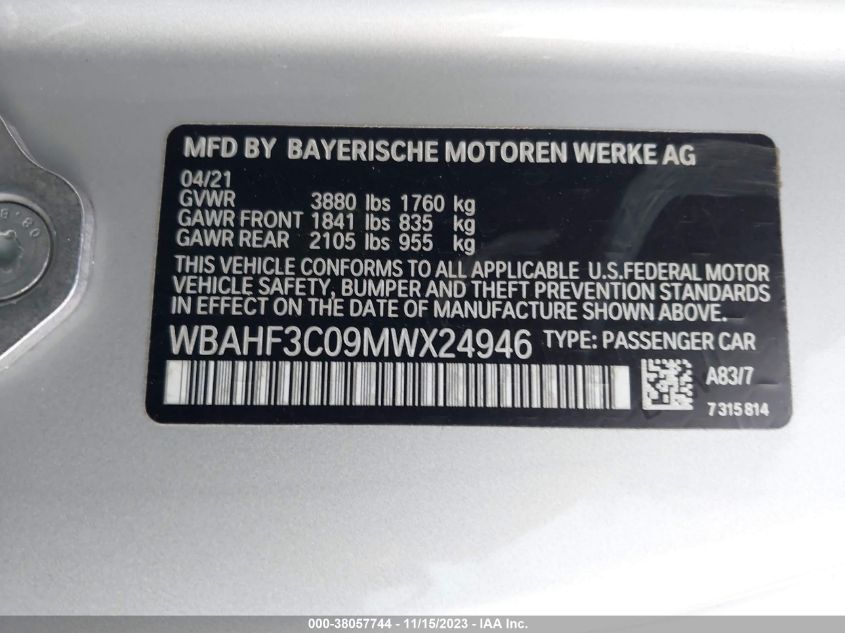 MFD BY BAYERISCHE MOTOREN WERKE AG
04/21
GVWR 3880 lbs 1760 kg
GAWR FRONT 1841 lbs 835 kg
GAWR REAR 2105 lbs 955 kg
THIS VEHICLE CONFORMS TO ALL APPLICABLE U.S.FEDERAL MOTOR
VEHICLE SAFETY, BUMPER AND THEFT PREVENTION STANDARDS
IN EFFECT ON THE DATE OF MANUFACTURE SHOWN ABOVE.
WBAHF3C09MWX24946 TYPE: PASSENGER CAR
A83/7
7315814
000-38057744 - 11/15/2023 - IAA Inc.